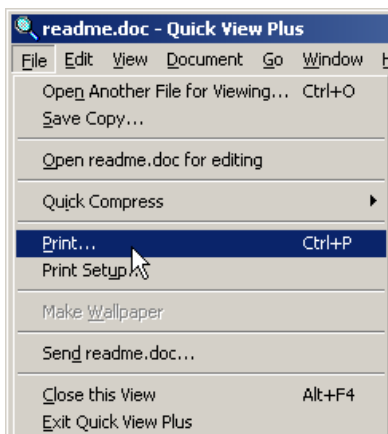 readme.doc - Quick View Plus
File Edit View Document Go Window
Open Another File for Viewing... Ctrl+O
Save Copy...
Open readme.doc for editing
Quick Compress
Print... Ctrl+P
Print Setup...
Make Wallpaper
Send readme.doc...
Close this View Alt+F4
Exit Quick View Plus